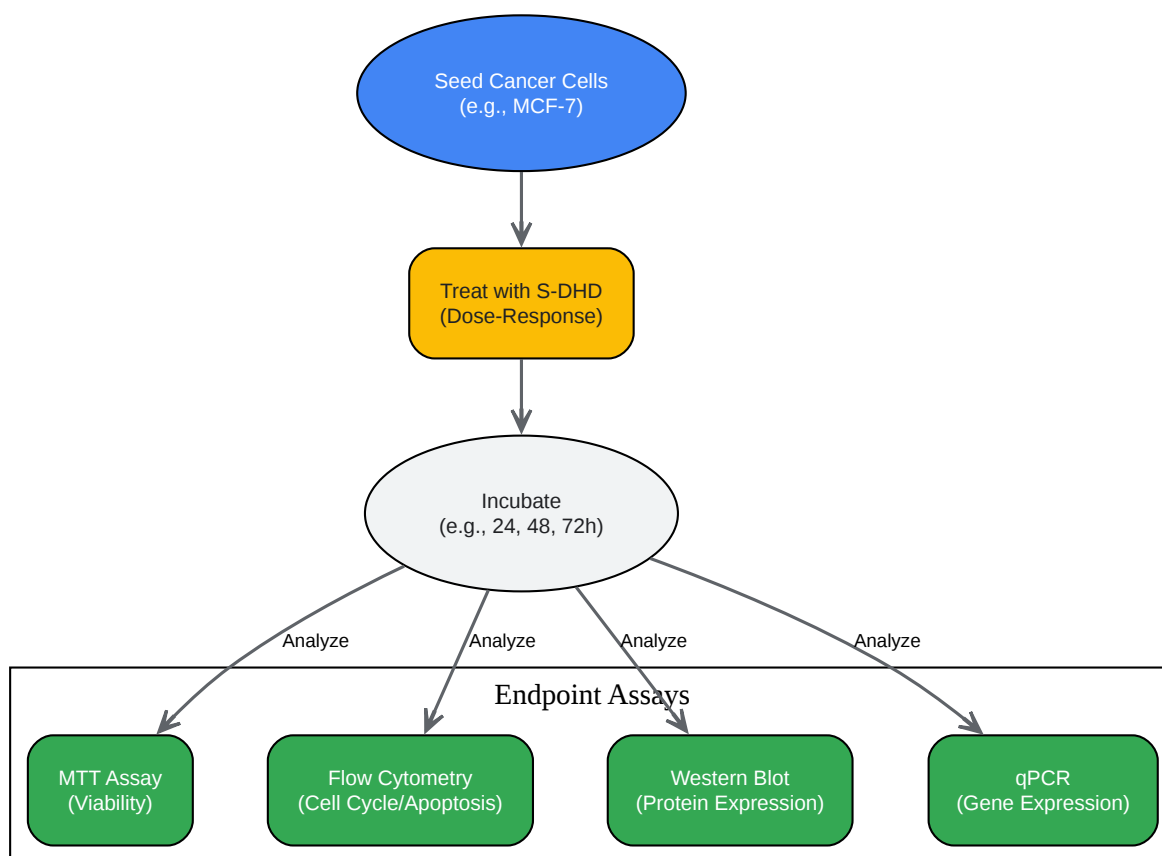 Seed Cancer Cells
(e.g., MCF-7)
Treat with S-DHD
(Dose-Response)
Incubate
(e.g., 24, 48, 72h)
Analyze
Analyze
Analyze
Analyze
Endpoint Assays
MTT Assay
(Viability)
Flow Cytometry
(Cell Cycle/Apoptosis)
Western Blot
(Protein Expression)
qPCR
(Gene Expression)